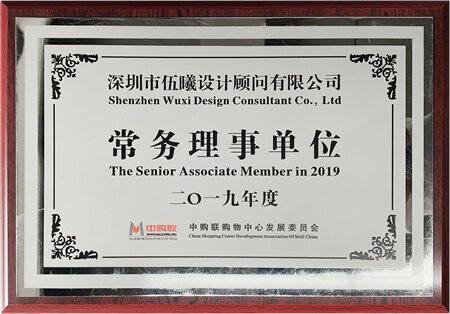 深圳市伍曦设计顾问有限公司
Shenzhen Wuxi Design Consultant Co., Ltd
常务理事单位
The Senior Associate Member in 2019
二〇一九年度
中购联
中购联购物中心发展委员会
China Shopping Center Development Association Of Mall China